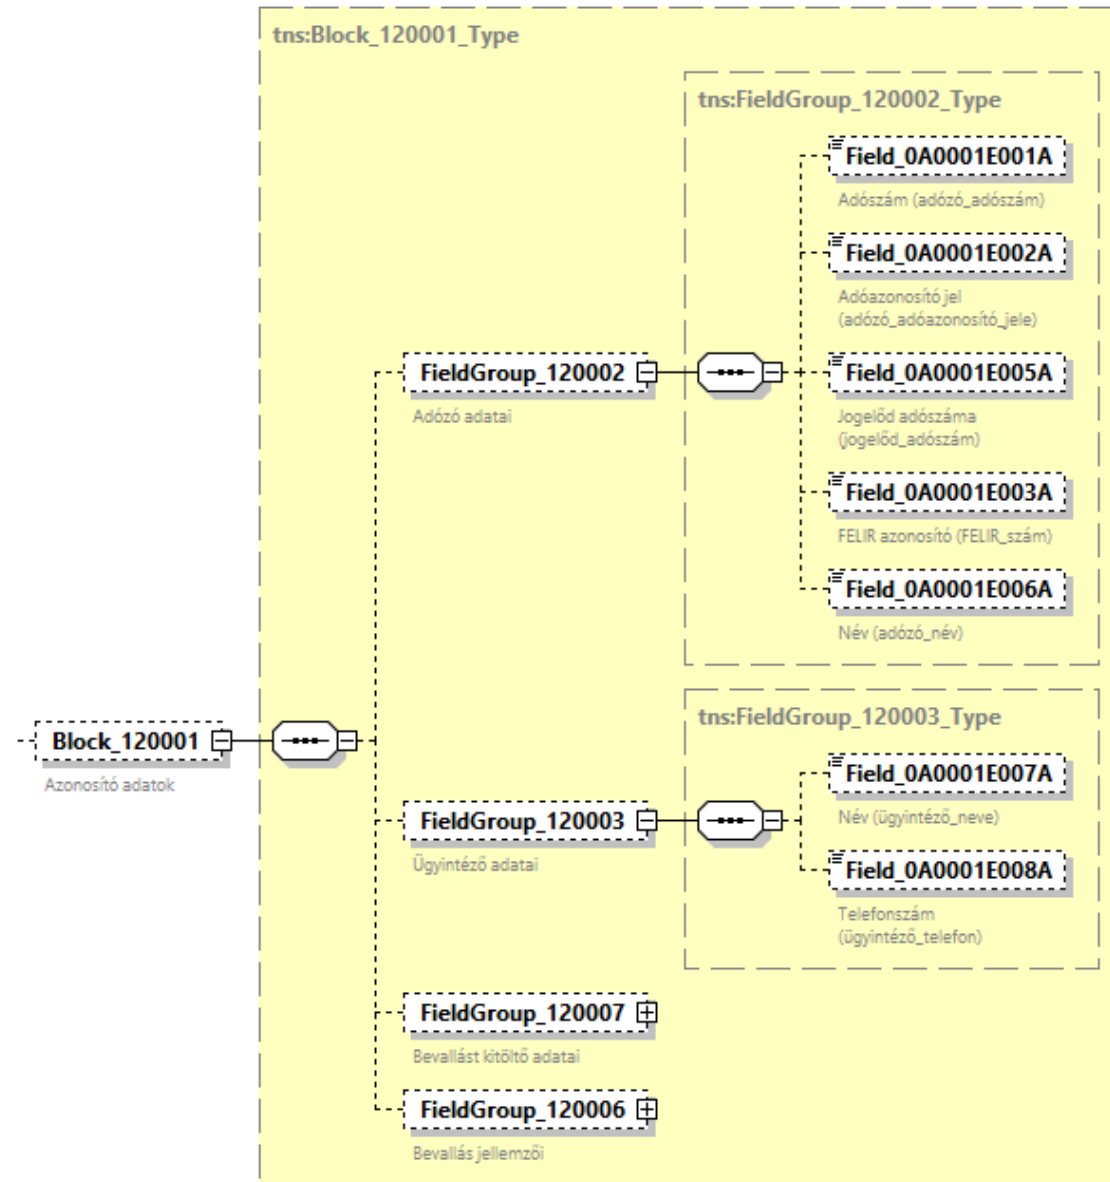 tns:Block_120001_Type
tns:FieldGroup_120002_Type
Field_0A0001E001A
Adószám (adózó_adószám)
Field_0A0001E002A
Adóazonosító jel
(adózó_adóazonosító_jele)
FieldGroup_120002
Adózó adatai
Field_0A0001E005A
Jogelőd adószáma
(jogelőd_adószám)
Field_0A0001E003A
FELIR azonosító (FELIR_szám)
Field_0A0001E006A
Név (adózó_név)
Block_120001
Azonosító adatok
tns:FieldGroup_120003_Type
Field_0A0001E007A
Név (ügyintéző_neve)
FieldGroup_120003
Ügyintéző adatai
Field_0A0001E008A
Telefonszám
(ügyintéző_telefon)
FieldGroup_120007
Bevallást kitöltő adatai
FieldGroup_120006
Bevallás jellemzői